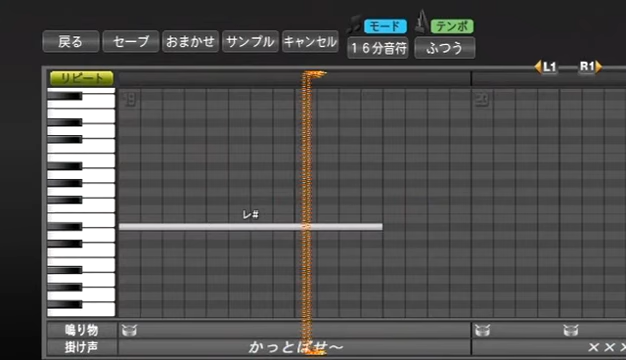 モード テンポ
戻る セーブ おまかせ サンプル キャンセル 16分音符 ふつう
L1 R1
リピート
19 20
レ#
鳴り物
掛け声 かっとばせ〜 ×××